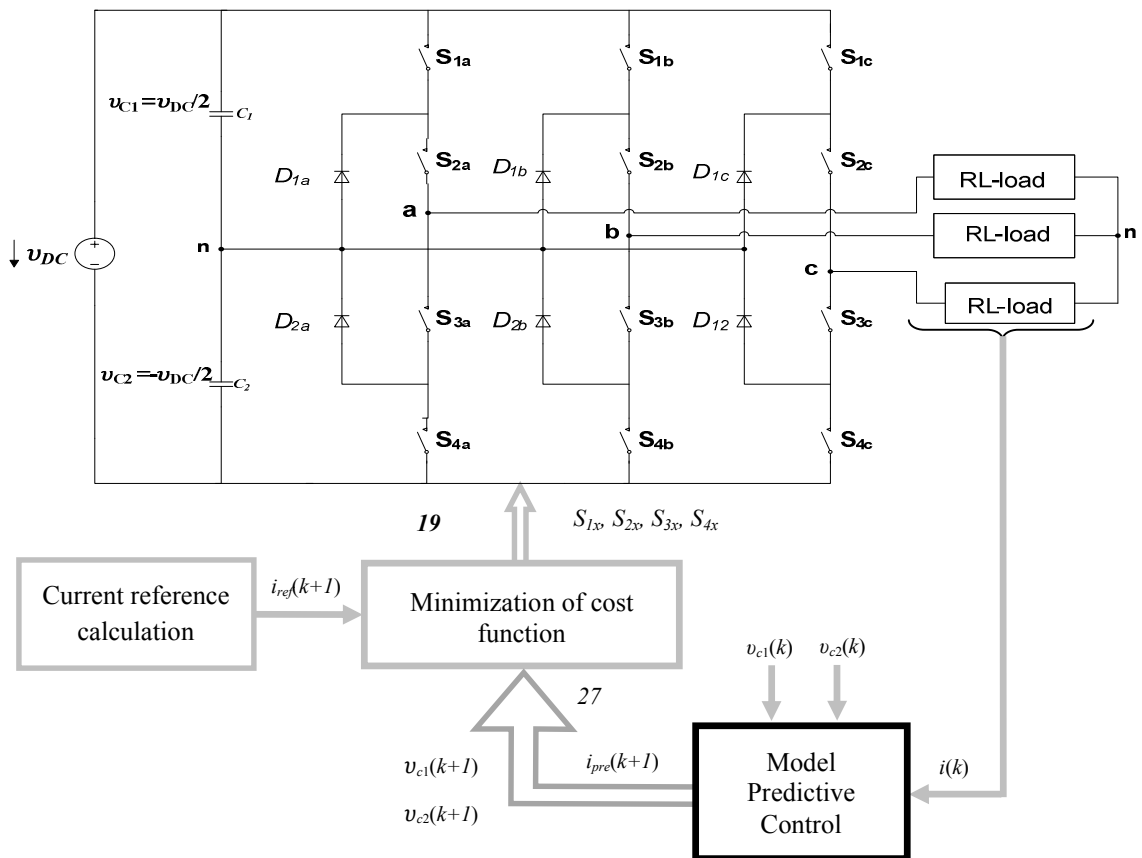 S1a
S1b
S1c
υC1=υDC/2
C1
D1a
S2a
D1b
S2b
D1c
S2c
RL-load
a
RL-load
n
b
n
υDC
c
RL-load
D2a
S3a
D2b
S3b
D12
S3c
υC2=-υDC/2
C2
S4a
S4b
S4c
19
S1x, S2x, S3x, S4x
Current reference
calculation
iref(k+1)
Minimization of cost
function
υc1(k)
υc2(k)
27
υc1(k+1)
υc2(k+1)
ipre(k+1)
Model
Predictive
Control
i(k)